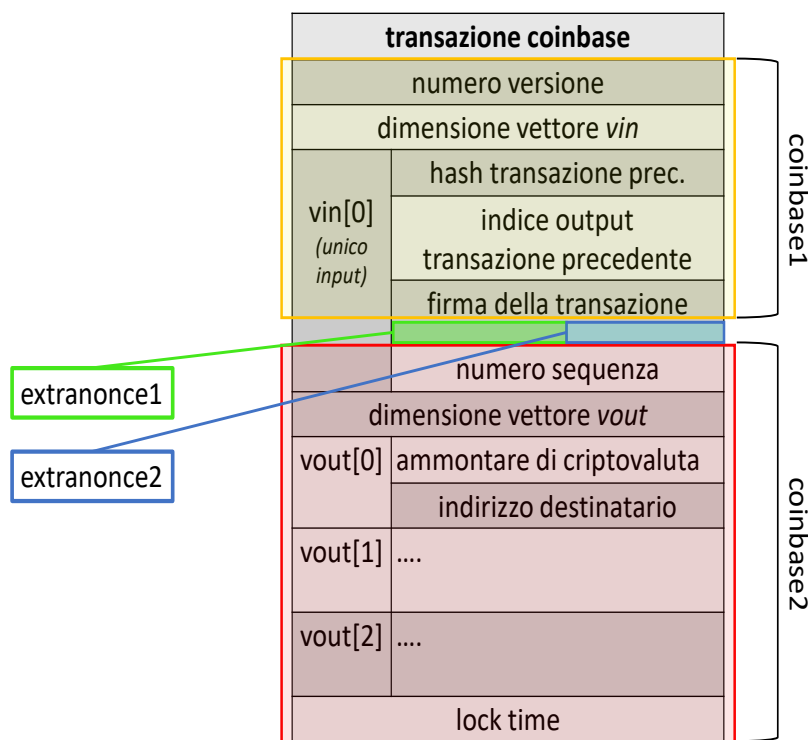 transazione coinbase
numero versione
dimensione vettore vin
vin[0]
(unico
input)
hash transazione prec.
indice output
transazione precedente
firma della transazione
coinbase1
extranonce1
extranonce2
numero sequenza
dimensione vettore vout
vout[0]
ammontare di criptovaluta
indirizzo destinatario
vout[1]
....
vout[2]
....
lock time
coinbase2